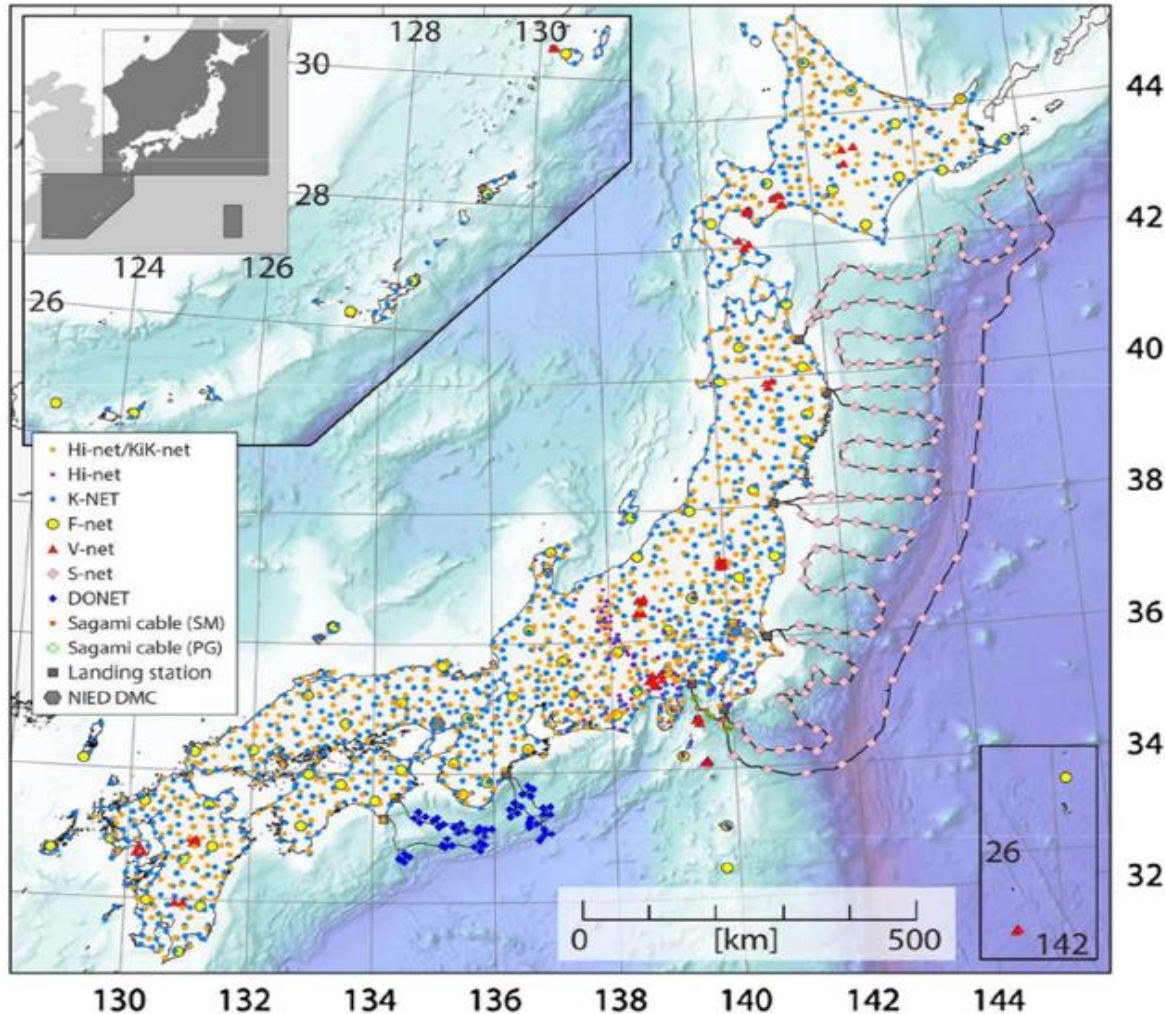 128 130
30
28
124 126
26
44
42
40
38
36
34
32
Hi-net/KiK-net
Hi-net
K-NET
F-net
V-net
S-net
DONET
Sagami cable (SM)
Sagami cable (PG)
Landing station
NIED DMC
0 [km] 500
26
142
130 132 134 136 138 140 142 144